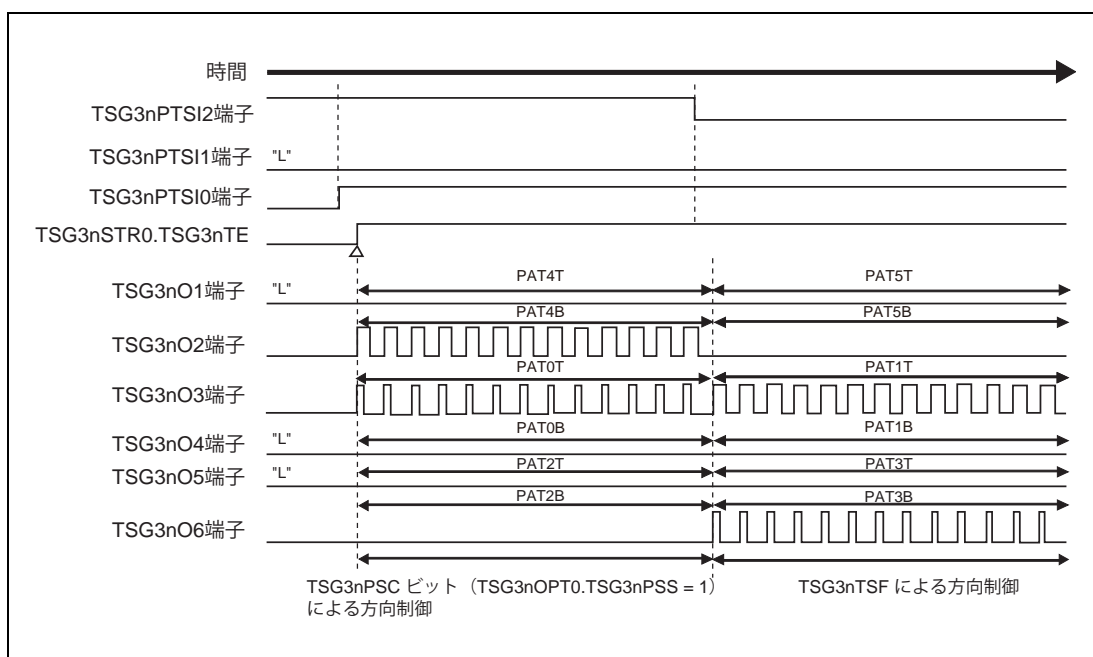 時間
TSG3nPTSI2端子
TSG3nPTSI1端子 "L"
TSG3nPTSI0端子
TSG3nSTR0.TSG3nTE
PAT4T PAT5T
TSG3nO1端子 "L"
PAT4B PAT5B
TSG3nO2端子
PAT0T PAT1T
TSG3nO3端子
PAT0B PAT1B
TSG3nO4端子 "L"
PAT2T PAT3T
TSG3nO5端子 "L"
PAT2B PAT3B
TSG3nO6端子
TSG3nPSC ビット（TSG3nOPT0.TSG3nPSS = 1） TSG3nTSF による方向制御
による方向制御